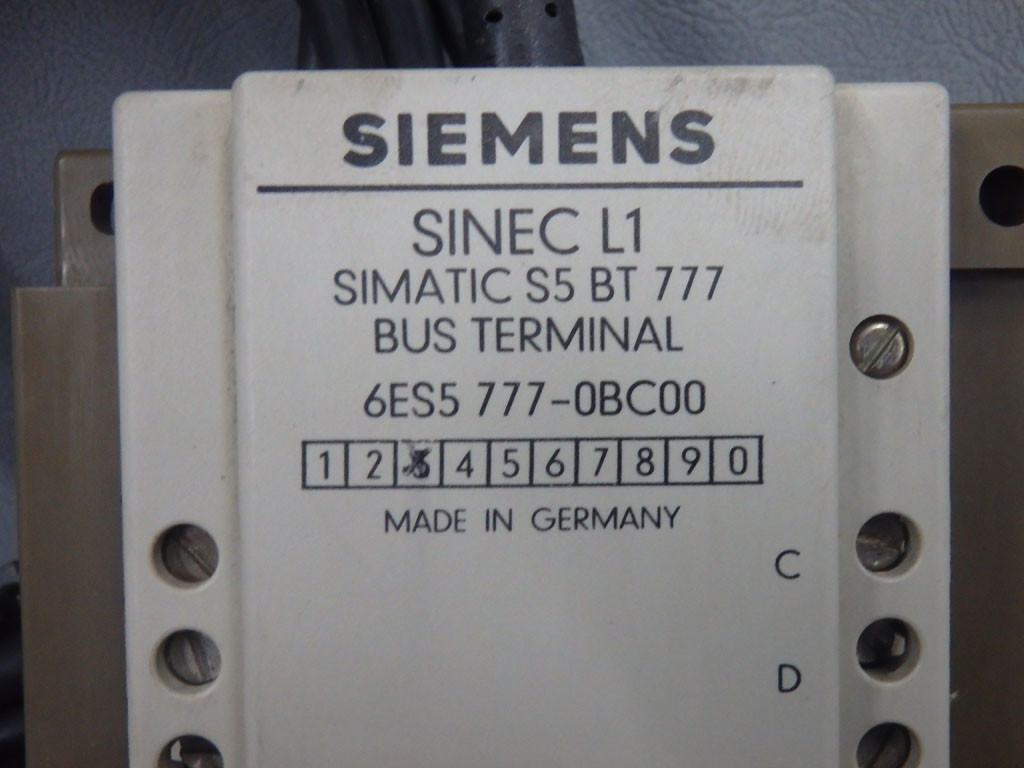 SIEMENS
SINEC L1
SIMATIC S5 BT 777
BUS TERMINAL
6ES5 777-0BC00
1 2 3 4 5 6 7 8 9 0
MADE IN GERMANY
C
D